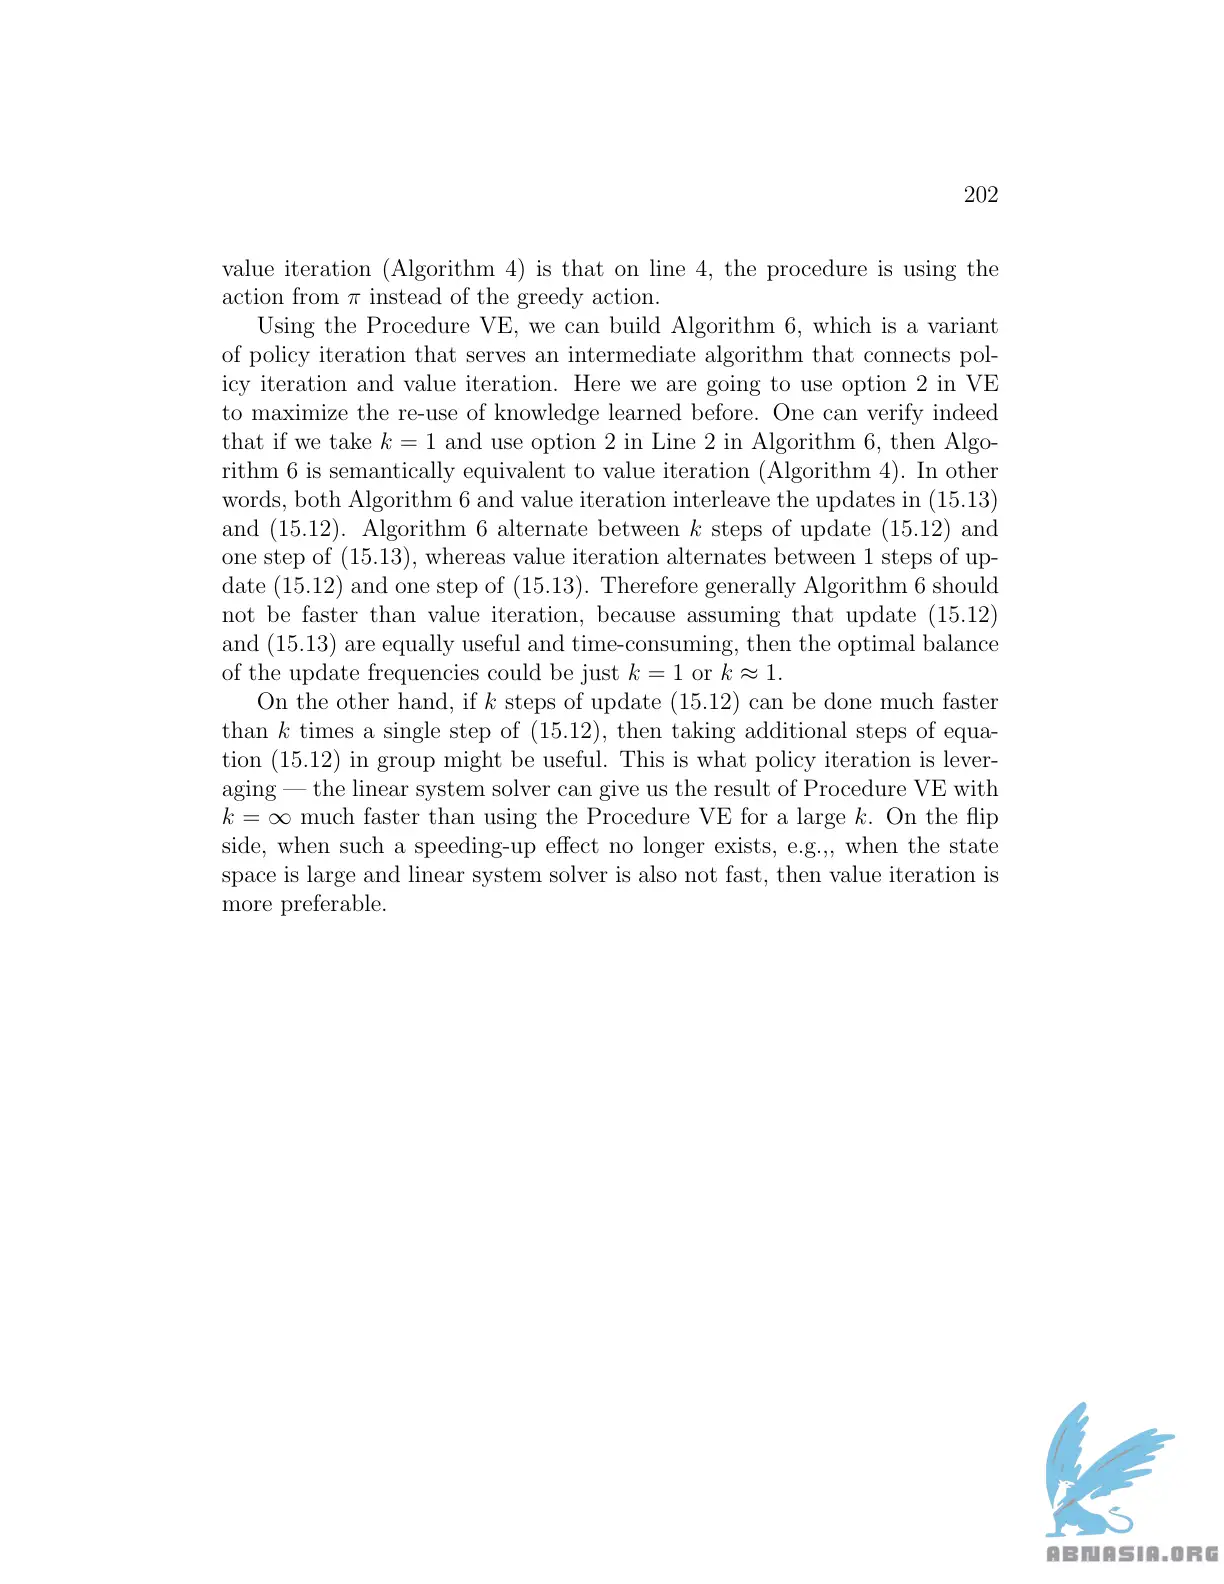 202
value iteration (Algorithm 4) is that on line 4, the procedure is using the
action from π instead of the greedy action.
Using the Procedure VE, we can build Algorithm 6, which is a variant
of policy iteration that serves an intermediate algorithm that connects pol-
icy iteration and value iteration. Here we are going to use option 2 in VE
to maximize the re-use of knowledge learned before. One can verify indeed
that if we take k = 1 and use option 2 in Line 2 in Algorithm 6, then Algo-
rithm 6 is semantically equivalent to value iteration (Algorithm 4). In other
words, both Algorithm 6 and value iteration interleave the updates in (15.13)
and (15.12). Algorithm 6 alternate between k steps of update (15.12) and
one step of (15.13), whereas value iteration alternates between 1 steps of up-
date (15.12) and one step of (15.13). Therefore generally Algorithm 6 should
not be faster than value iteration, because assuming that update (15.12)
and (15.13) are equally useful and time-consuming, then the optimal balance
of the update frequencies could be just k = 1 or k ≈ 1.
On the other hand, if k steps of update (15.12) can be done much faster
than k times a single step of (15.12), then taking additional steps of equa-
tion (15.12) in group might be useful. This is what policy iteration is lever-
aging — the linear system solver can give us the result of Procedure VE with
k = ∞ much faster than using the Procedure VE for a large k. On the flip
side, when such a speeding-up effect no longer exists, e.g.,, when the state
space is large and linear system solver is also not fast, then value iteration is
more preferable.
ABNASIA.ORG